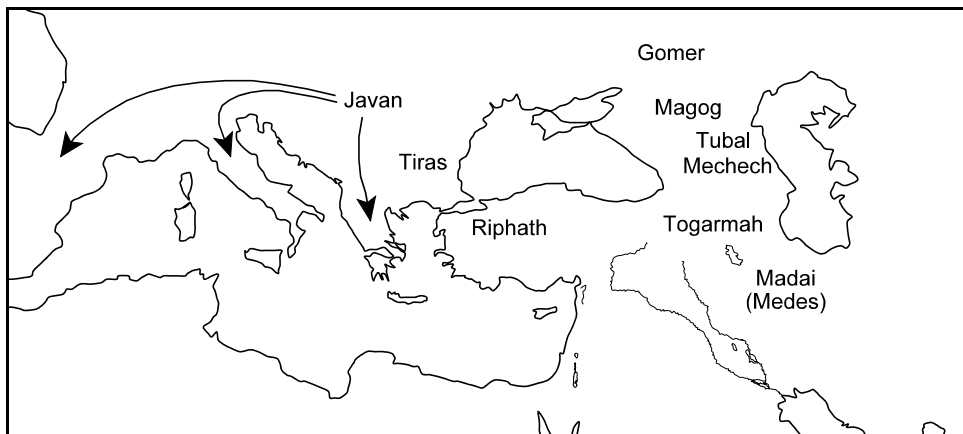 Gomer
Javan
Magog
Tubal
Mechech
Tiras
Riphath
Togarmah
Madai
(Medes)